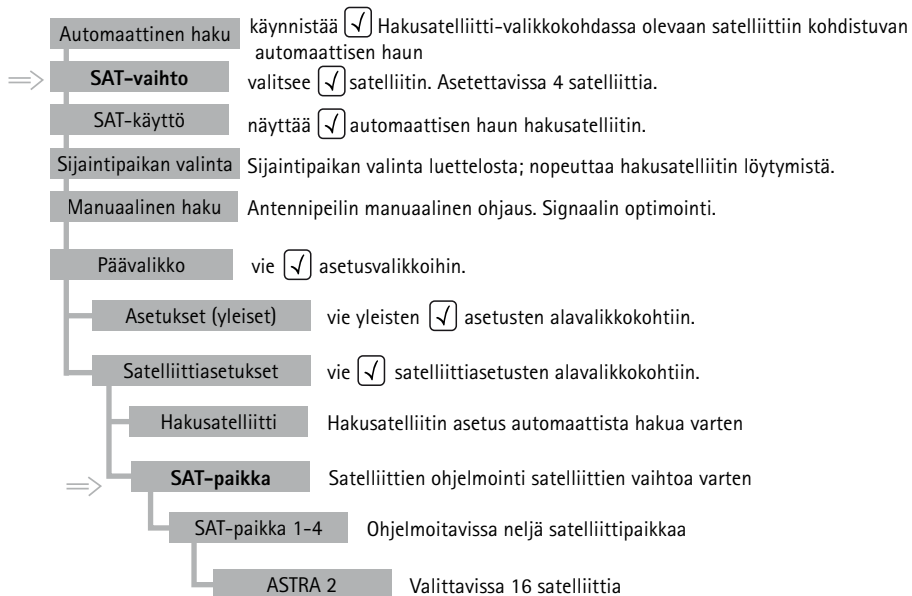 Automaattinen haku käynnistää √ Hakusatelliitti-valikkokohdassa olevaan satelliittiin kohdistuvan
automaattisen haun
SAT-vaihto valitsee √ satelliitin. Asetettavissa 4 satelliittia.
SAT-käyttö näyttää √ automaattisen haun hakusatelliitin.
Sijaintipaikan valinta Sijaintipaikan valinta luettelosta; nopeuttaa hakusatelliitin löytymistä.
Manuaalinen haku Antennipeilin manuaalinen ohjaus. Signaalin optimointi.
Päävalikko vie √ asetusvalikkoihin.
Asetukset (yleiset) vie yleisten √ asetusten alavalikkokohtiin.
Satelliittiasetukset vie √ satelliittiasetusten alavalikkokohtiin.
Hakusatelliitti Hakusatelliitin asetus automaattista hakua varten
SAT-paikka Satelliittien ohjelmointi satelliittien vaihtoa varten
SAT-paikka 1-4 Ohjelmoitavissa neljä satelliittipaikkaa
ASTRA 2 Valittavissa 16 satelliittia